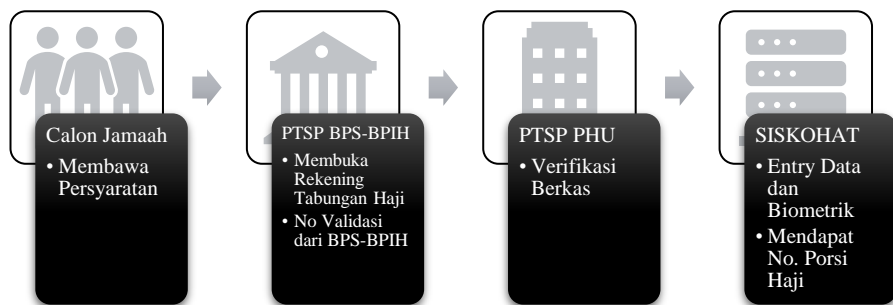 Calon Jamaah
• Membawa
Persyaratan
PTSP BPS-BPIH
• Membuka
Rekening
Tabungan Haji
• No Validasi
dari BPS-BPIH
PTSP PHU
• Verifikasi
Berkas
SISKOHAT
• Entry Data
dan
Biometrik
• Mendapat
No. Porsi
Haji